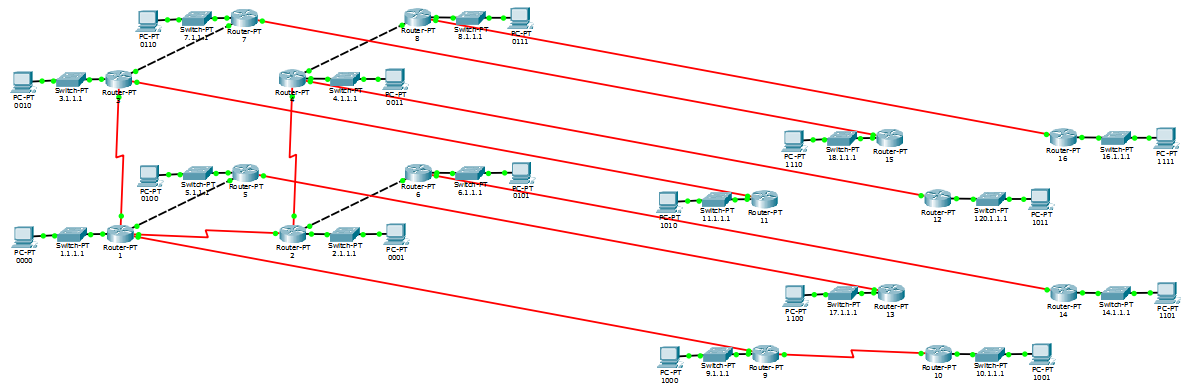 PC-PT
0110
Switch-PT
7.1.1.1
Router-PT
7
Router-PT
8
Switch-PT
8.1.1.1
PC-PT
0111
PC-PT
0010
Switch-PT
3.1.1.1
Router-PT
3
Router-PT
Switch-PT
4.1.1.1
PC-PT
0011
PC-PT
1110
Switch-PT
18.1.1.1
Router-PT
15
Router-PT
16
Switch-PT
16.1.1.1
PC-PT
1111
PC-PT
0100
Switch-PT
5.1.1.1
Router-PT
5
Router-PT
6
Switch-PT
6.1.1.1
PC-PT
0101
PC-PT
1010
Switch-PT
11.1.1.1
Router-PT
11
Router-PT
12
Switch-PT
120.1.1.1
PC-PT
1011
PC-PT
0000
Switch-PT
1.1.1.1
Router-PT
1
Router-PT
2
Switch-PT
2.1.1.1
PC-PT
0001
PC-PT
1100
Switch-PT
17.1.1.1
Router-PT
13
Router-PT
14
Switch-PT
14.1.1.1
PC-PT
1101
PC-PT
1000
Switch-PT
9.1.1.1
Router-PT
9
Router-PT
10
Switch-PT
10.1.1.1
PC-PT
1001